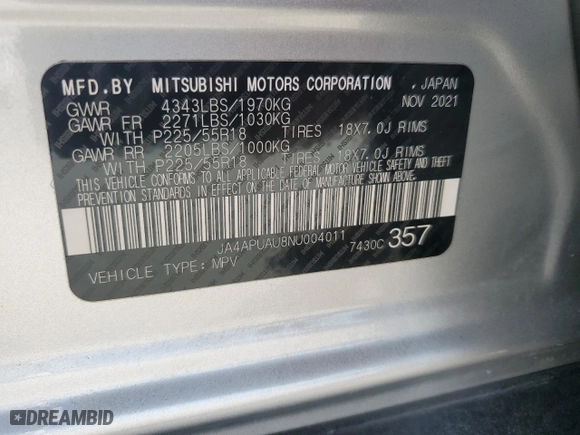 MFD.BY MITSUBISHI MOTORS CORPORATION , JAPAN
GVWR 4343LBS/1970KG NOV 2021
GAWR FR 2271LBS/1030KG
WITH P225/55R18 TIRES 18X7.0J RIMS
GAWR RR 2205LBS/1000KG
WITH P225/55R18 TIRES 18X7.0J RIMS
THIS VEHICLE CONFORMS TO ALL APPLICABLE FEDERAL MOTOR VEHICLE SAFETY AND THEFT
PREVENTION STANDARDS IN EFFECT ON THE DATE OF MANUFACTURE SHOWN ABOVE.
JA4APUAU8NU004011 7430C 357
VEHICLE TYPE: MPV
DREAMBID